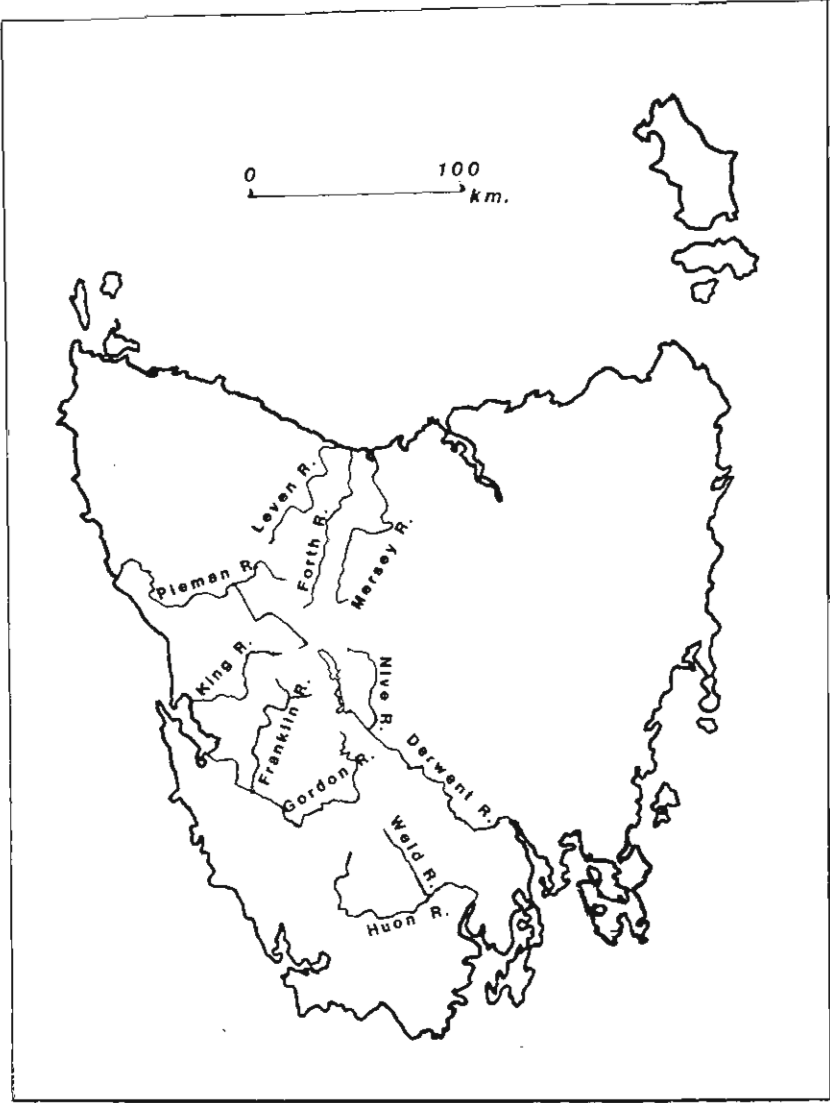 0 100
km.
Leven R.
Forth R.
Mersey R.
Pieman R.
King R.
Nive R.
Franklin R.
Derwent R.
Gordon R.
Weld R.
Huon R.